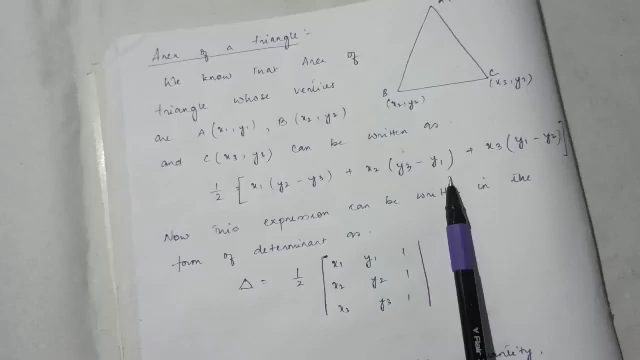 Area of a triangle:-
We know that Area of
triangle whose vertices
are A(x1, y1), B(x2, y2)
and C(x3, y3) can be written as
1/2 [x1(y2 - y3) + x2(y3 - y1) + x3(y1 - y2)]
Now this expression can be written in the
form of determinant as
Δ = 1/2 | x1 y1 1
x2 y2 1
x3 y3 1 |
A
B
(x2, y2)
C
(x3, y3)